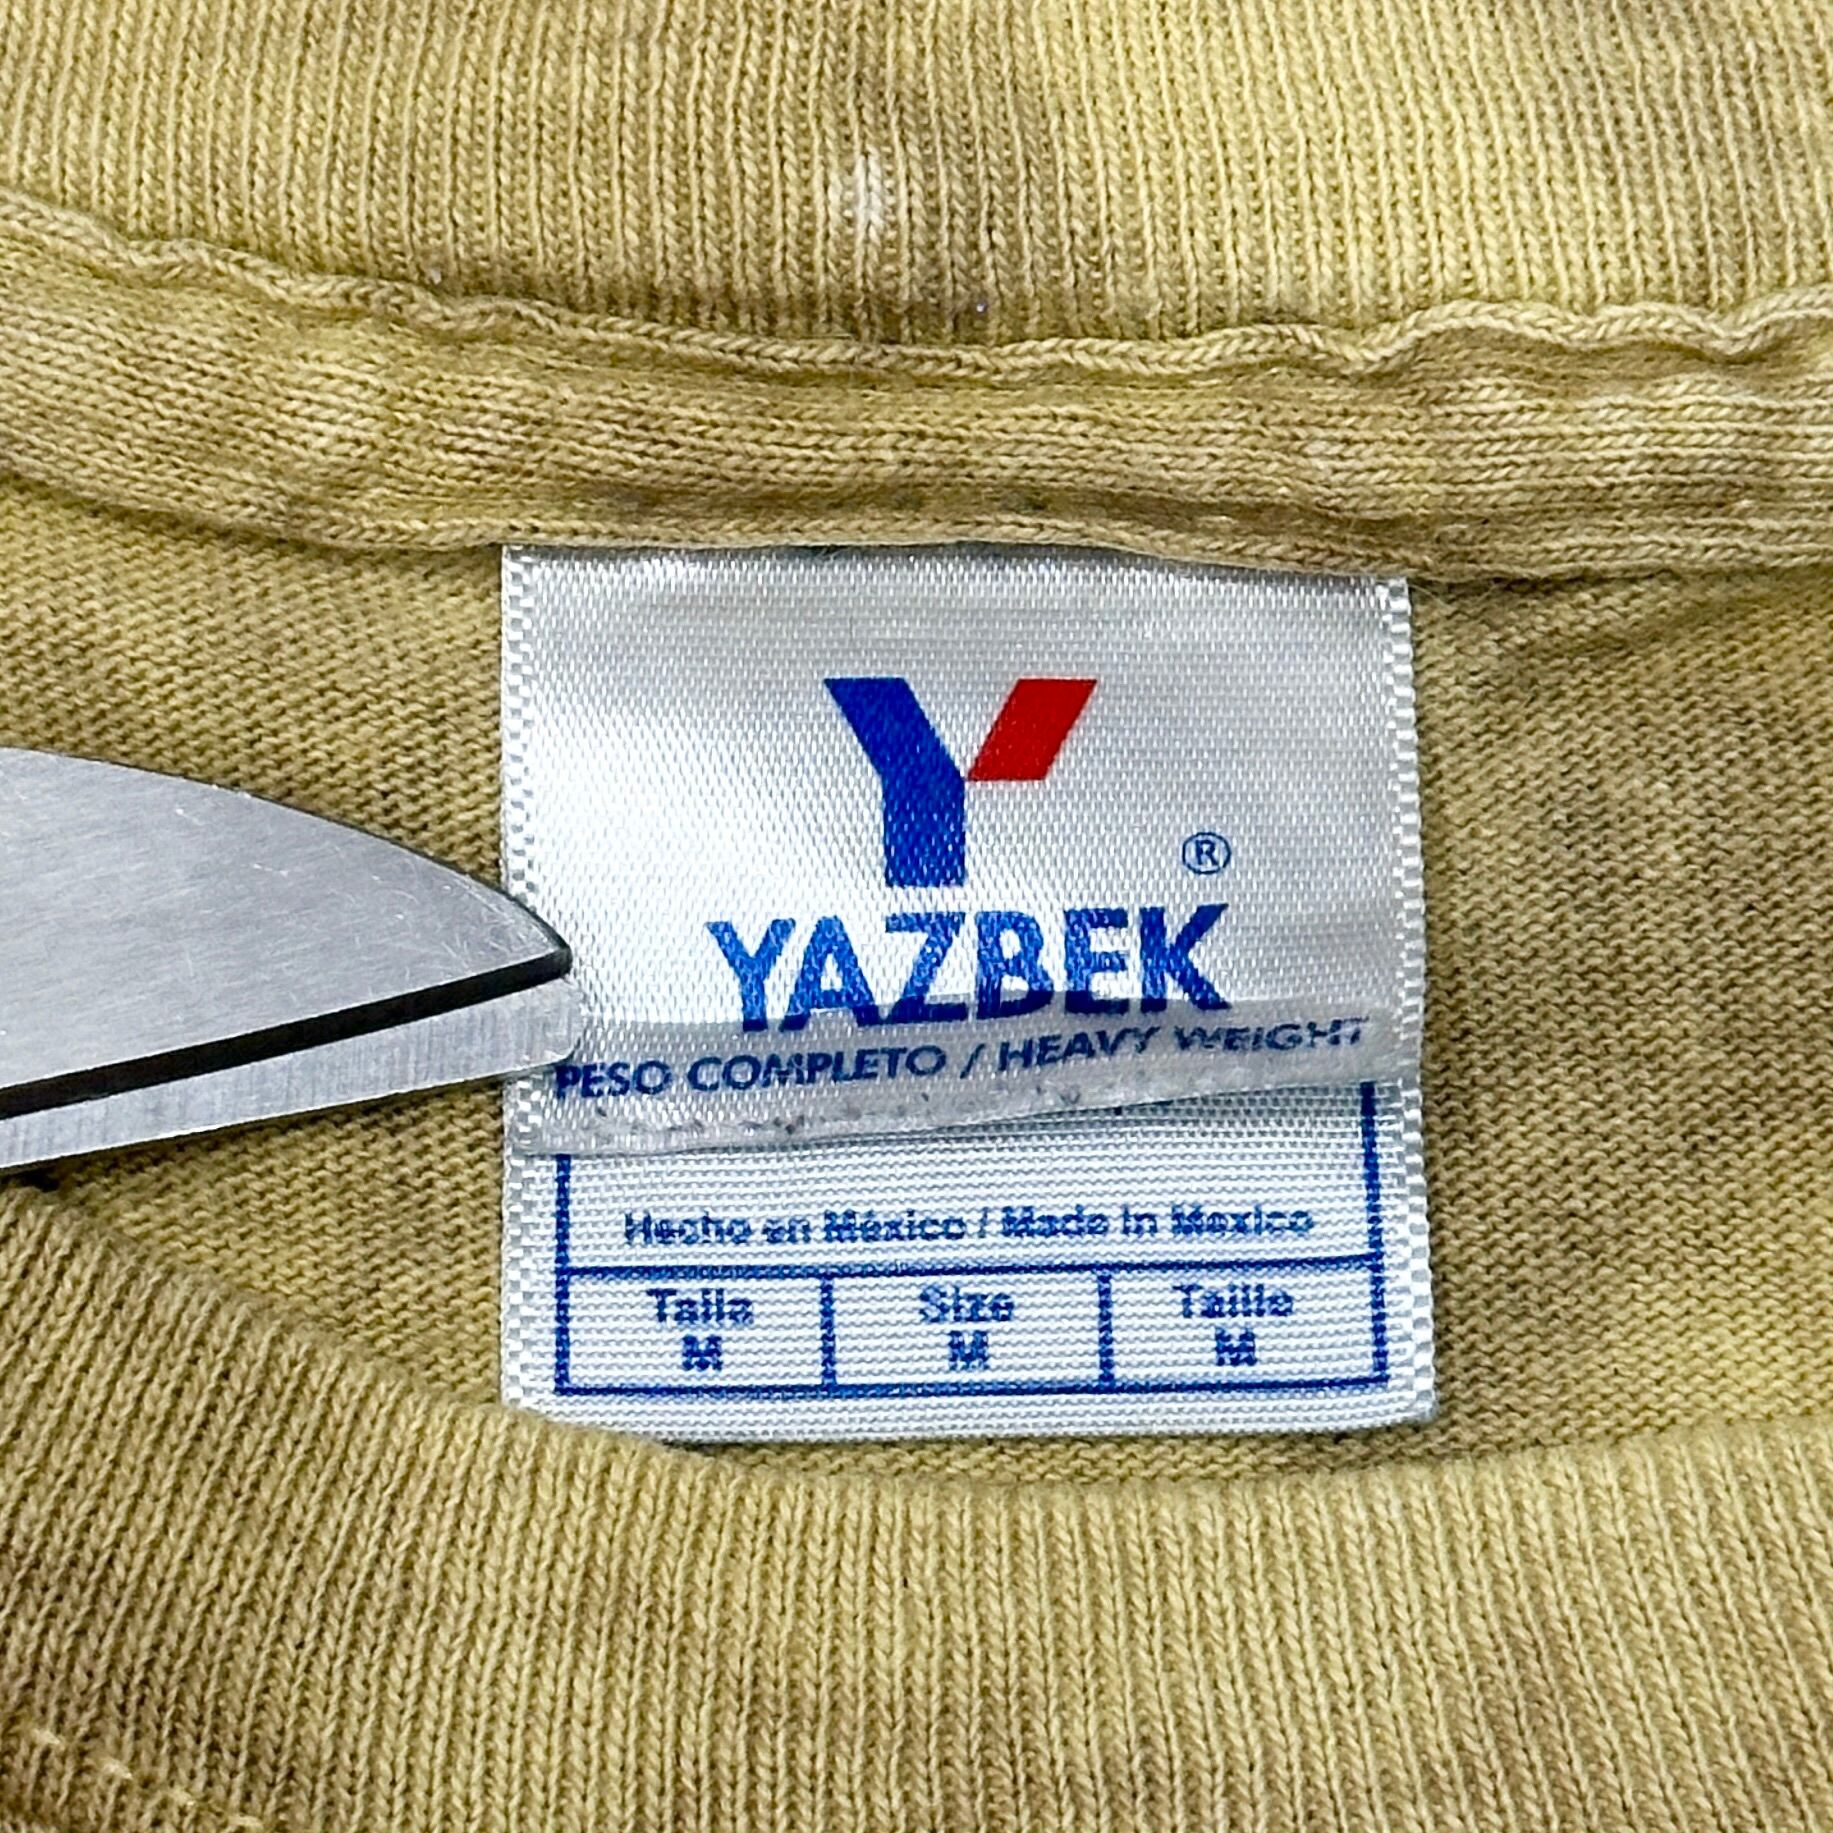 Y
®
YAZBEK
PESO COMPLETO / HEAVY WEIGHT
Hecho en México / Made in Mexico
Talla Size Taille
M M M